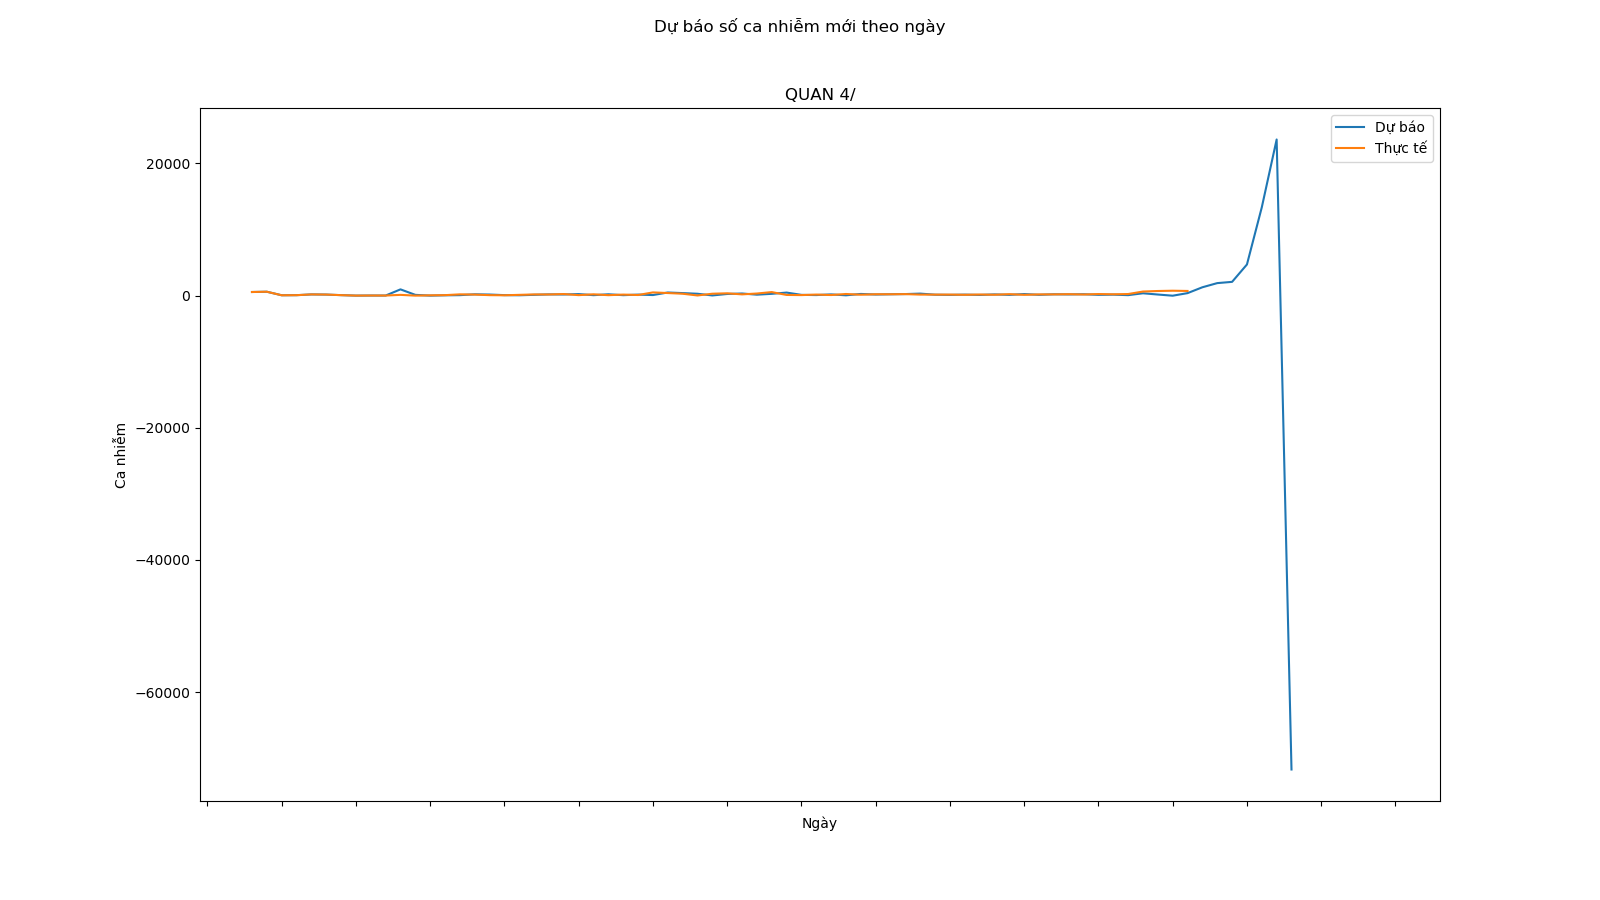 Dự báo số ca nhiễm mới theo ngày
QUAN 4/
Dự báo
Thực tế
20000
0
−20000
−40000
−60000
Ca nhiễm
Ngày